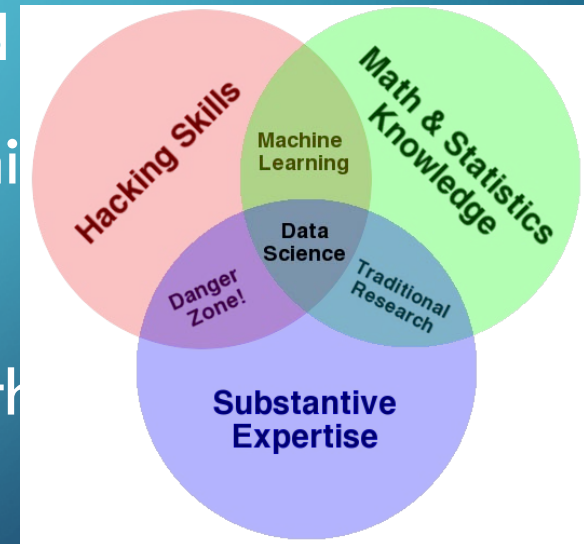 Hacking Skills
Math & Statistics
Knowledge
Machine
Learning
Data
Science
Danger
Zone!
Traditional
Research
Substantive
Expertise